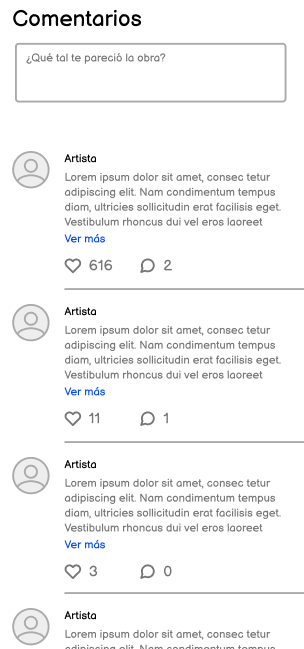 Comentarios
¿Qué tal te pareció la obra?
Artista
Lorem ipsum dolor sit amet, consec tetur
adipiscing elit. Nam condimentum tempus
diam, ultricies sollicitudin erat facilisis eget.
Vestibulum rhoncus dui vel eros laoreet
Ver más
616 2
Artista
Lorem ipsum dolor sit amet, consec tetur
adipiscing elit. Nam condimentum tempus
diam, ultricies sollicitudin erat facilisis eget.
Vestibulum rhoncus dui vel eros laoreet
Ver más
11 1
Artista
Lorem ipsum dolor sit amet, consec tetur
adipiscing elit. Nam condimentum tempus
diam, ultricies sollicitudin erat facilisis eget.
Vestibulum rhoncus dui vel eros laoreet
Ver más
3 0
Artista
Lorem ipsum dolor sit amet, consec tetur
adipiscing elit. Nam condimentum tempus